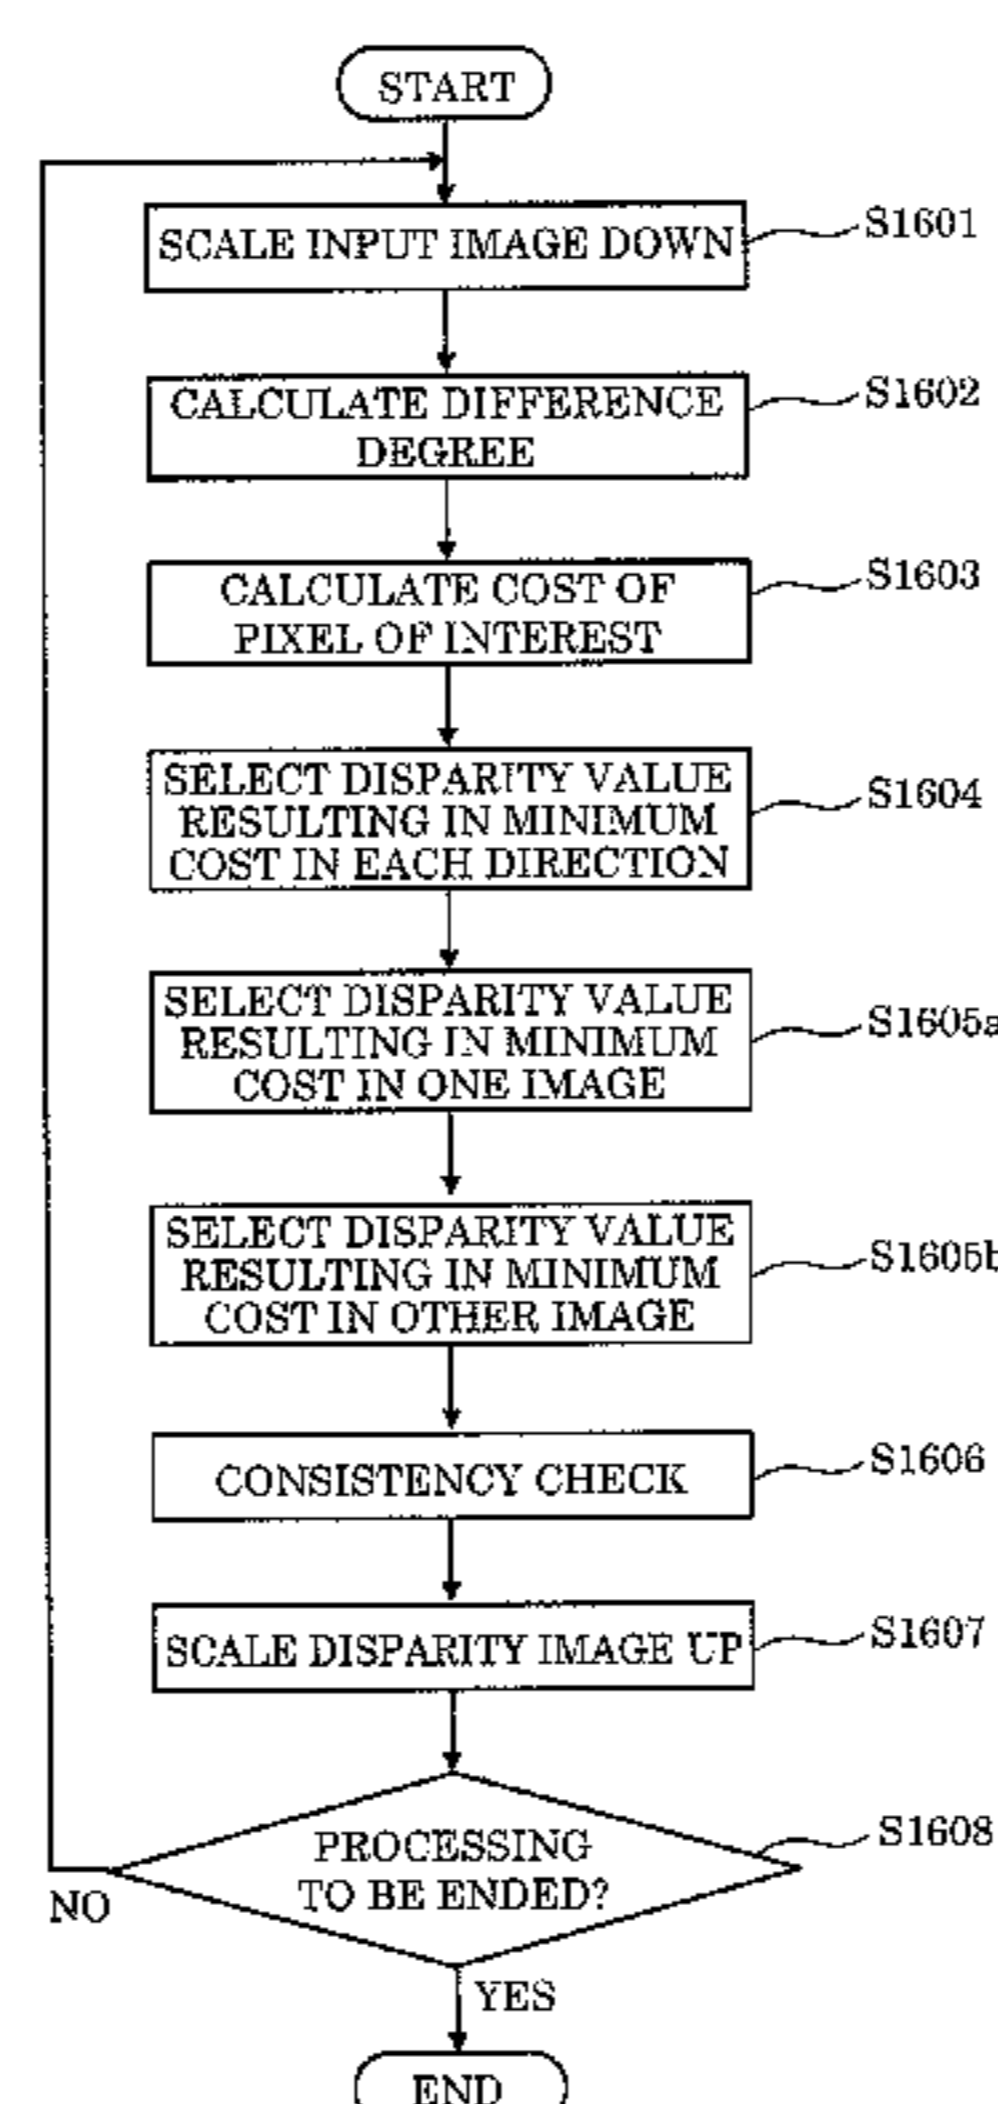 START
SCALE INPUT IMAGE DOWN
S1601
CALCULATE DIFFERENCE
DEGREE
S1602
CALCULATE COST OF
PIXEL OF INTEREST
S1603
SELECT DISPARITY VALUE
RESULTING IN MINIMUM
COST IN EACH DIRECTION
S1604
SELECT DISPARITY VALUE
RESULTING IN MINIMUM
COST IN ONE IMAGE
S1605a
SELECT DISPARITY VALUE
RESULTING IN MINIMUM
COST IN OTHER IMAGE
S1605b
CONSISTENCY CHECK
S1606
SCALE DISPARITY IMAGE UP
S1607
PROCESSING
TO BE ENDED?
S1608
NO
YES
END